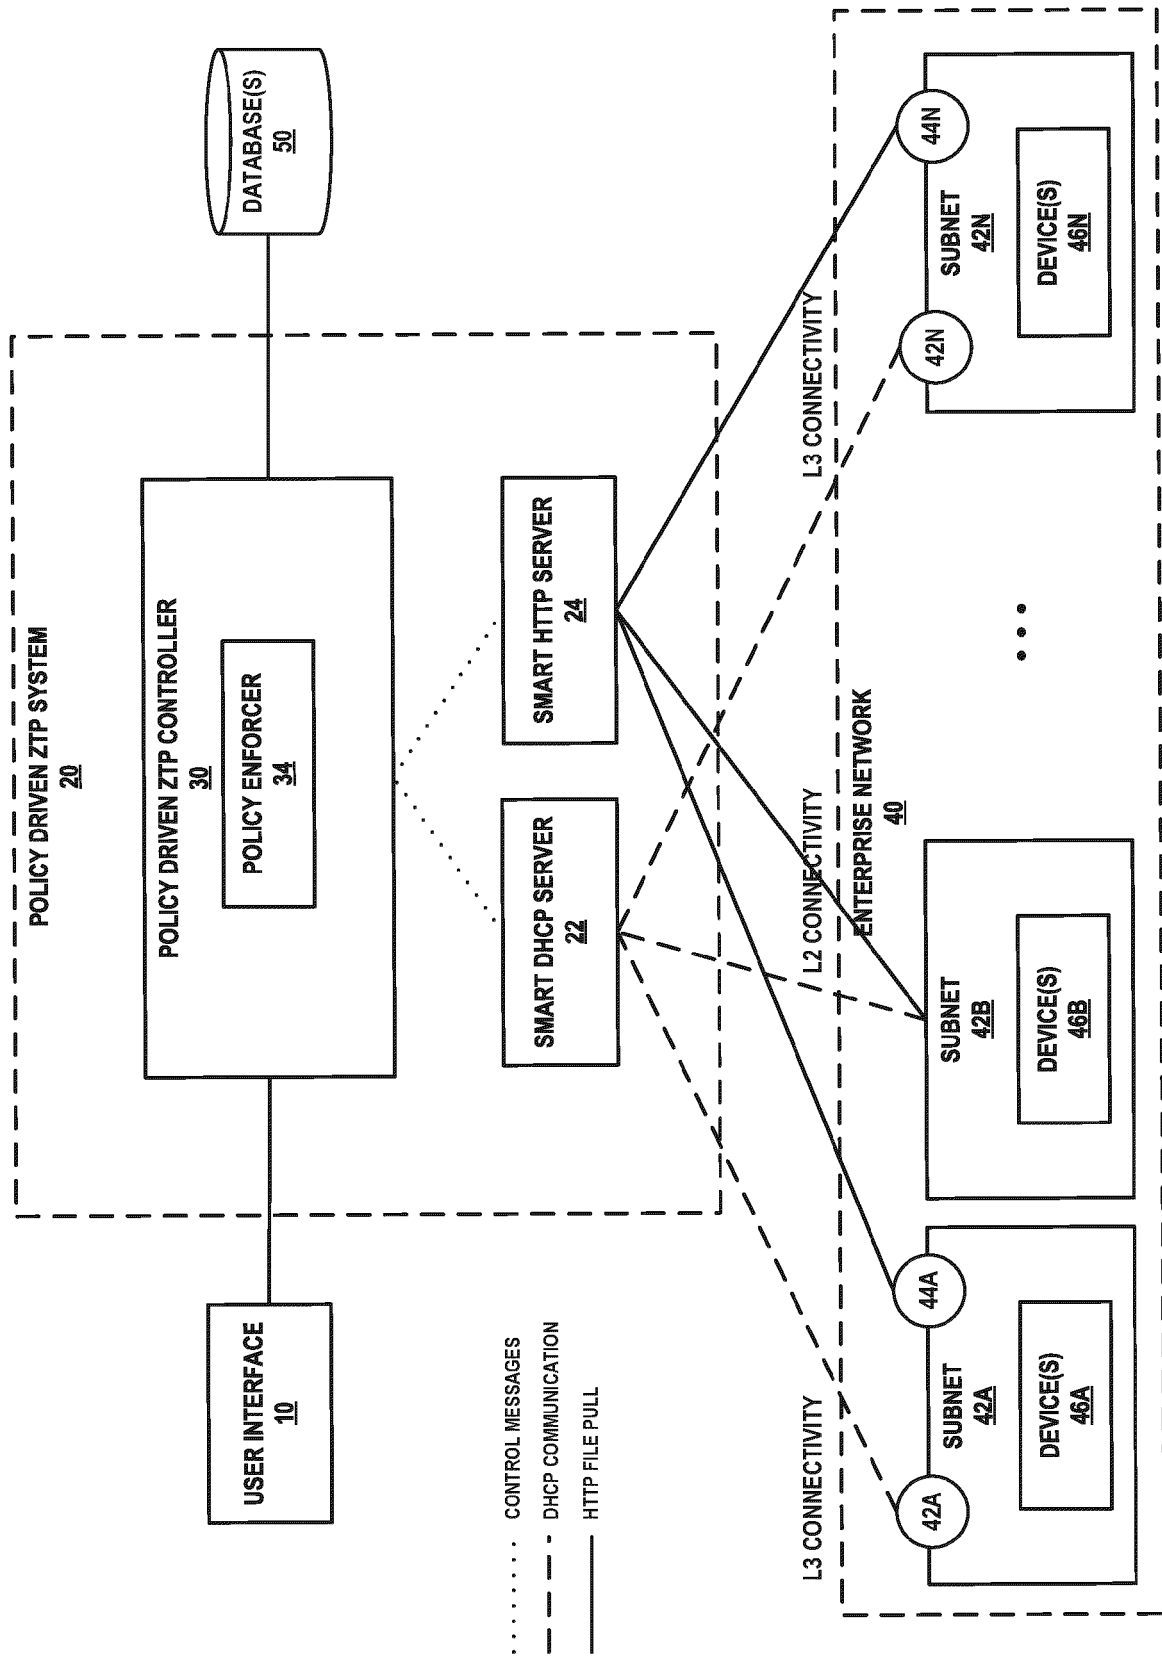 POLICY DRIVEN ZTP SYSTEM
20
USER INTERFACE
10
POLICY DRIVEN ZTP CONTROLLER
30
POLICY ENFORCER
34
DATABASE(S)
50
SMART DHCP SERVER
22
SMART HTTP SERVER
24
CONTROL MESSAGES
DHCP COMMUNICATION
HTTP FILE PULL
L3 CONNECTIVITY
L2 CONNECTIVITY
L3 CONNECTIVITY
ENTERPRISE NETWORK
40
42A
44A
SUBNET
42A
DEVICE(S)
46A
SUBNET
42B
DEVICE(S)
46B
42N
44N
SUBNET
42N
DEVICE(S)
46N